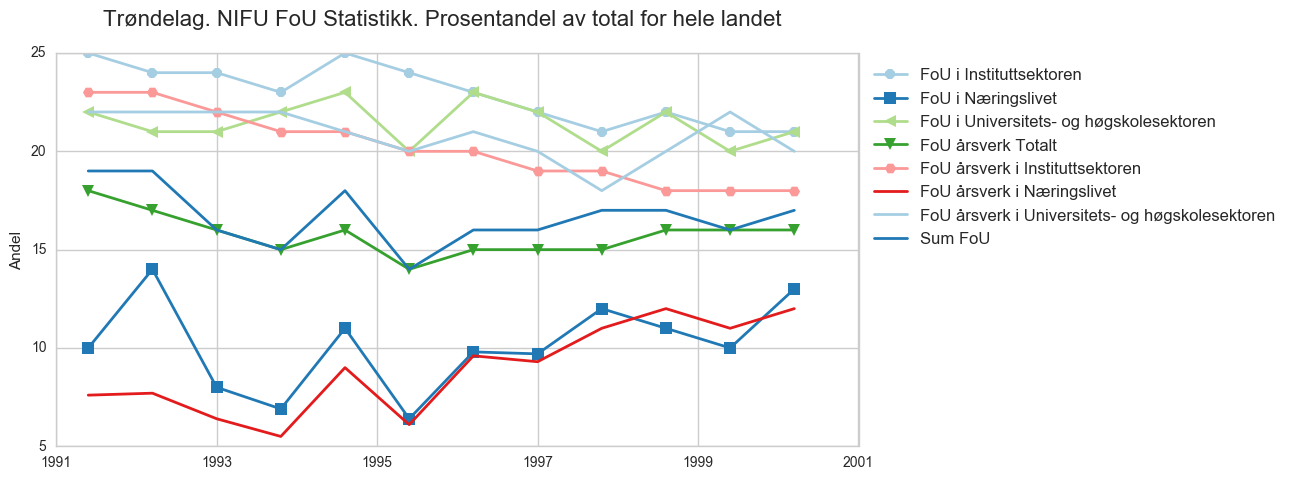 Trøndelag. NIFU FoU Statistikk. Prosentandel av total for hele landet
25
20
15
10
5
Andel
1991
1993
1995
1997
1999
2001
FoU i Instituttsektoren
FoU i Næringslivet
FoU i Universitets- og høgskolesektoren
FoU årsverk Totalt
FoU årsverk i Instituttsektoren
FoU årsverk i Næringslivet
FoU årsverk i Universitets- og høgskolesektoren
Sum FoU